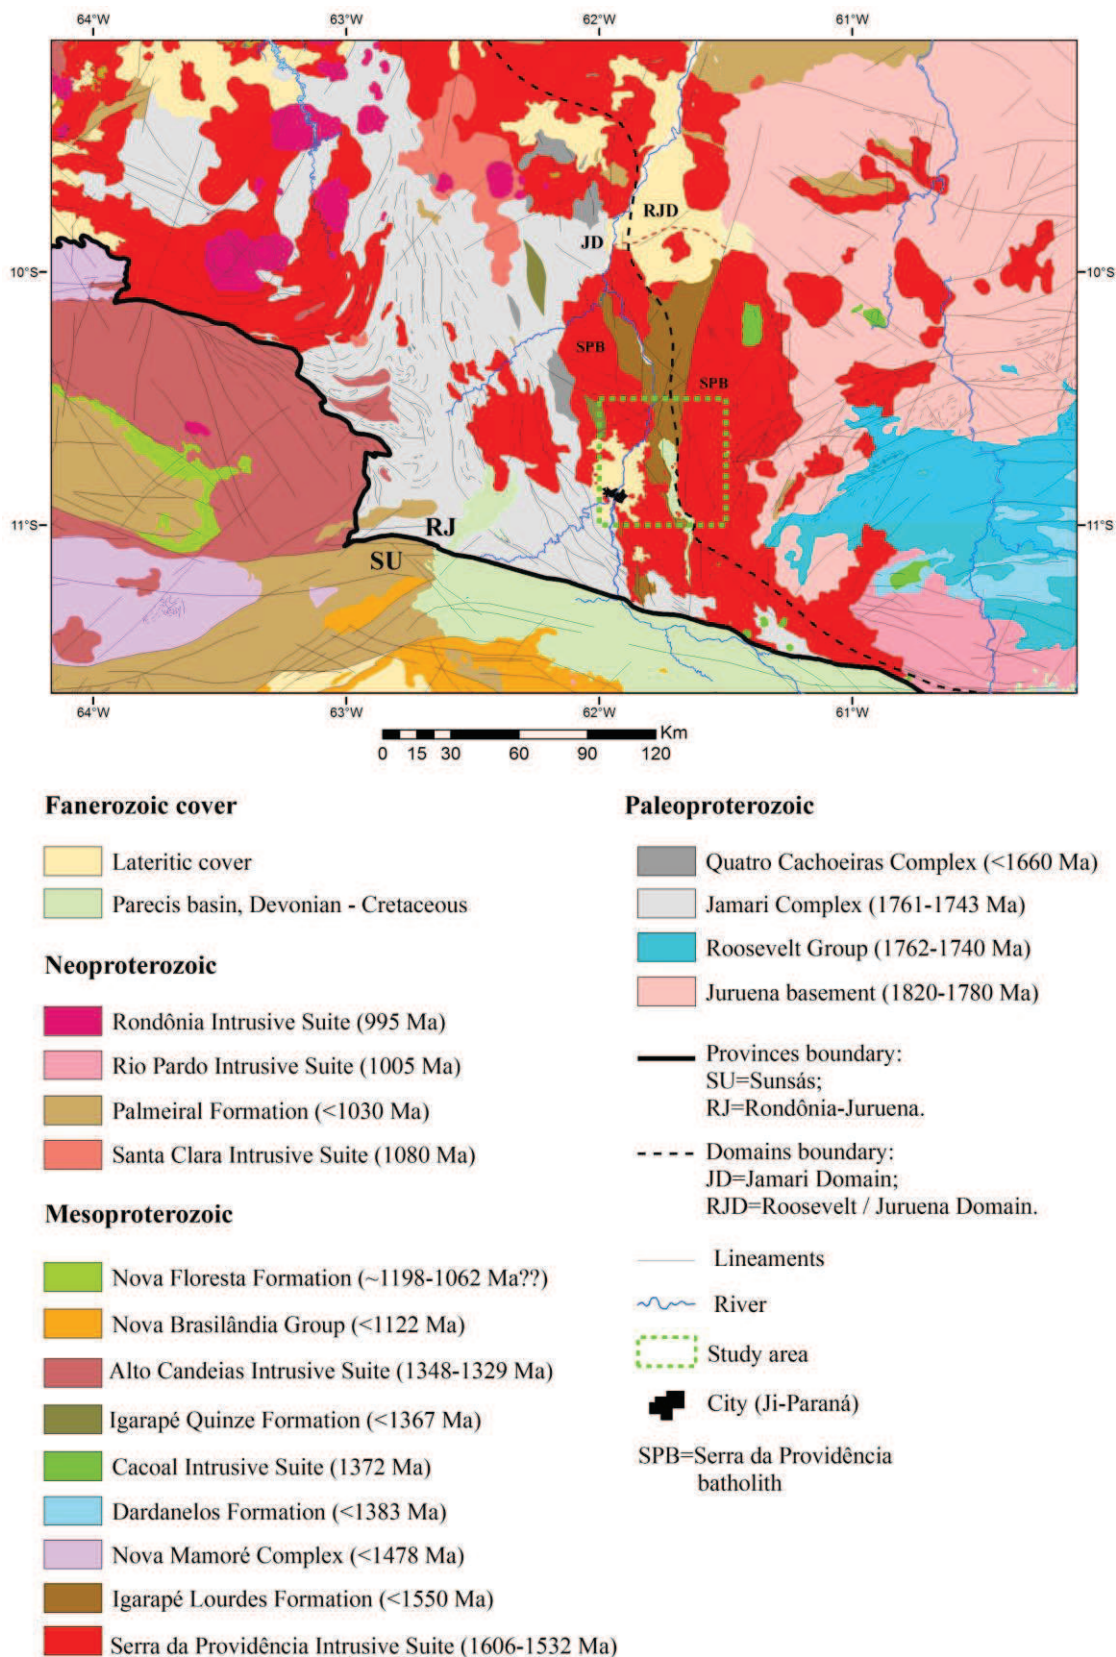 64°W 63°W 62°W 61°W
RJD
JD
10°S 10°S
SPB
SPB
11°S 11°S
RJ
SU
64°W 63°W 62°W 61°W
Km
0 15 30 60 90 120
Fanerozoic cover
Lateritic cover
Parecis basin, Devonian - Cretaceous
Neoproterozoic
Rondônia Intrusive Suite (995 Ma)
Rio Pardo Intrusive Suite (1005 Ma)
Palmeiral Formation (<1030 Ma)
Santa Clara Intrusive Suite (1080 Ma)
Mesoproterozoic
Nova Floresta Formation (~1198-1062 Ma??)
Nova Brasilândia Group (<1122 Ma)
Alto Candeias Intrusive Suite (1348-1329 Ma)
Igarapé Quinze Formation (<1367 Ma)
Cacoal Intrusive Suite (1372 Ma)
Dardanelos Formation (<1383 Ma)
Nova Mamoré Complex (<1478 Ma)
Igarapé Lourdes Formation (<1550 Ma)
Serra da Providência Intrusive Suite (1606-1532 Ma)
Paleoproterozoic
Quatro Cachoeiras Complex (<1660 Ma)
Jamari Complex (1761-1743 Ma)
Roosevelt Group (1762-1740 Ma)
Juruena basement (1820-1780 Ma)
Provinces boundary:
SU=Sunsás;
RJ=Rondônia-Juruena.
Domains boundary:
JD=Jamari Domain;
RJD=Roosevelt / Juruena Domain.
Lineaments
River
Study area
City (Ji-Paraná)
SPB=Serra da Providência
batholith